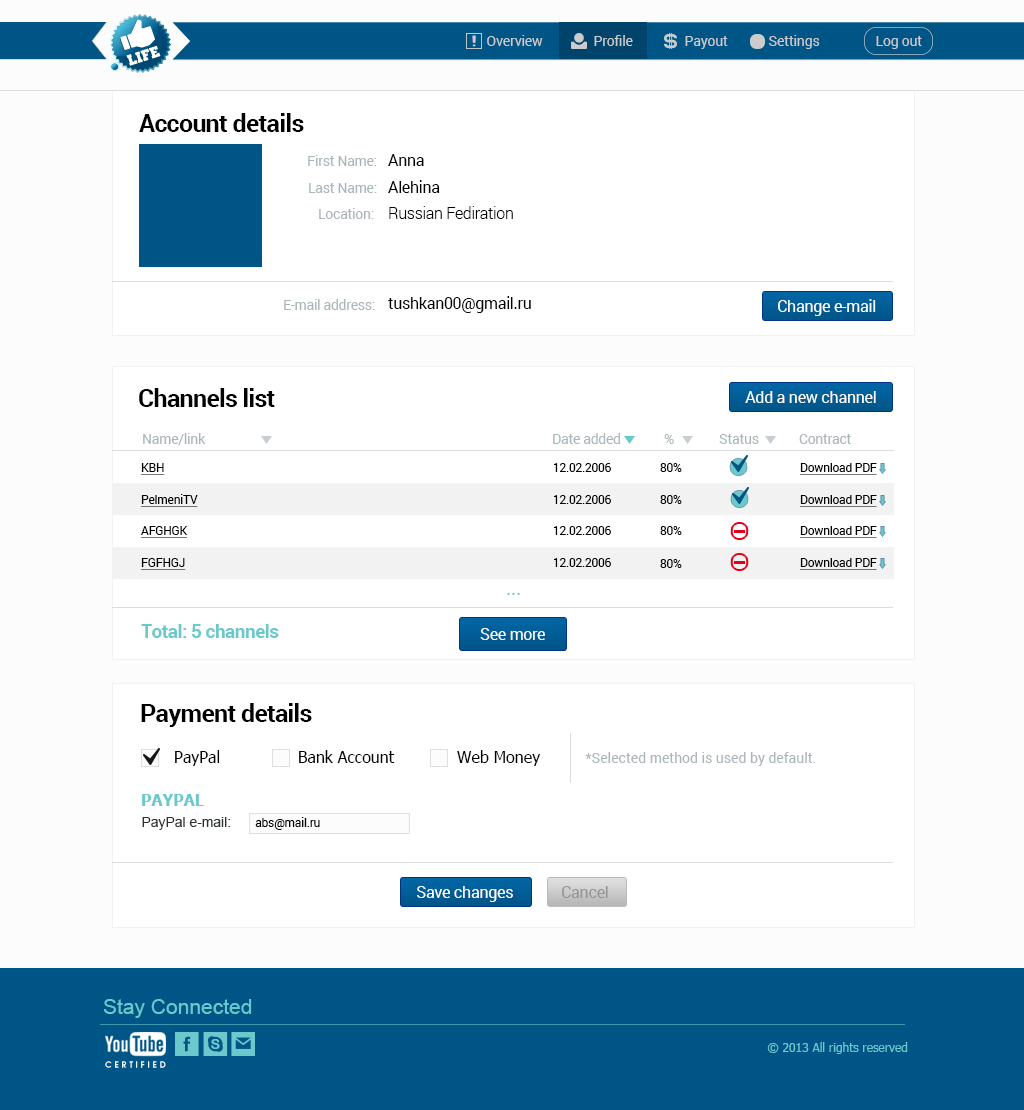 LIFE
Overview Profile Payout Settings Log out
Account details
First Name: Anna
Last Name: Alehina
Location: Russian Fediration
E-mail address: tushkan00@gmail.ru Change e-mail
Channels list Add a new channel
Name/link Date added % Status Contract
KBH 12.02.2006 80% Download PDF
PelmeniTV 12.02.2006 80% Download PDF
AFGHGK 12.02.2006 80% Download PDF
FGFHGJ 12.02.2006 80% Download PDF
...
Total: 5 channels See more
Payment details
PayPal Bank Account Web Money *Selected method is used by default.
PAYPAL
PayPal e-mail: abs@mail.ru
Save changes Cancel
Stay Connected
YouTube
CERTIFIED
© 2013 All rights reserved